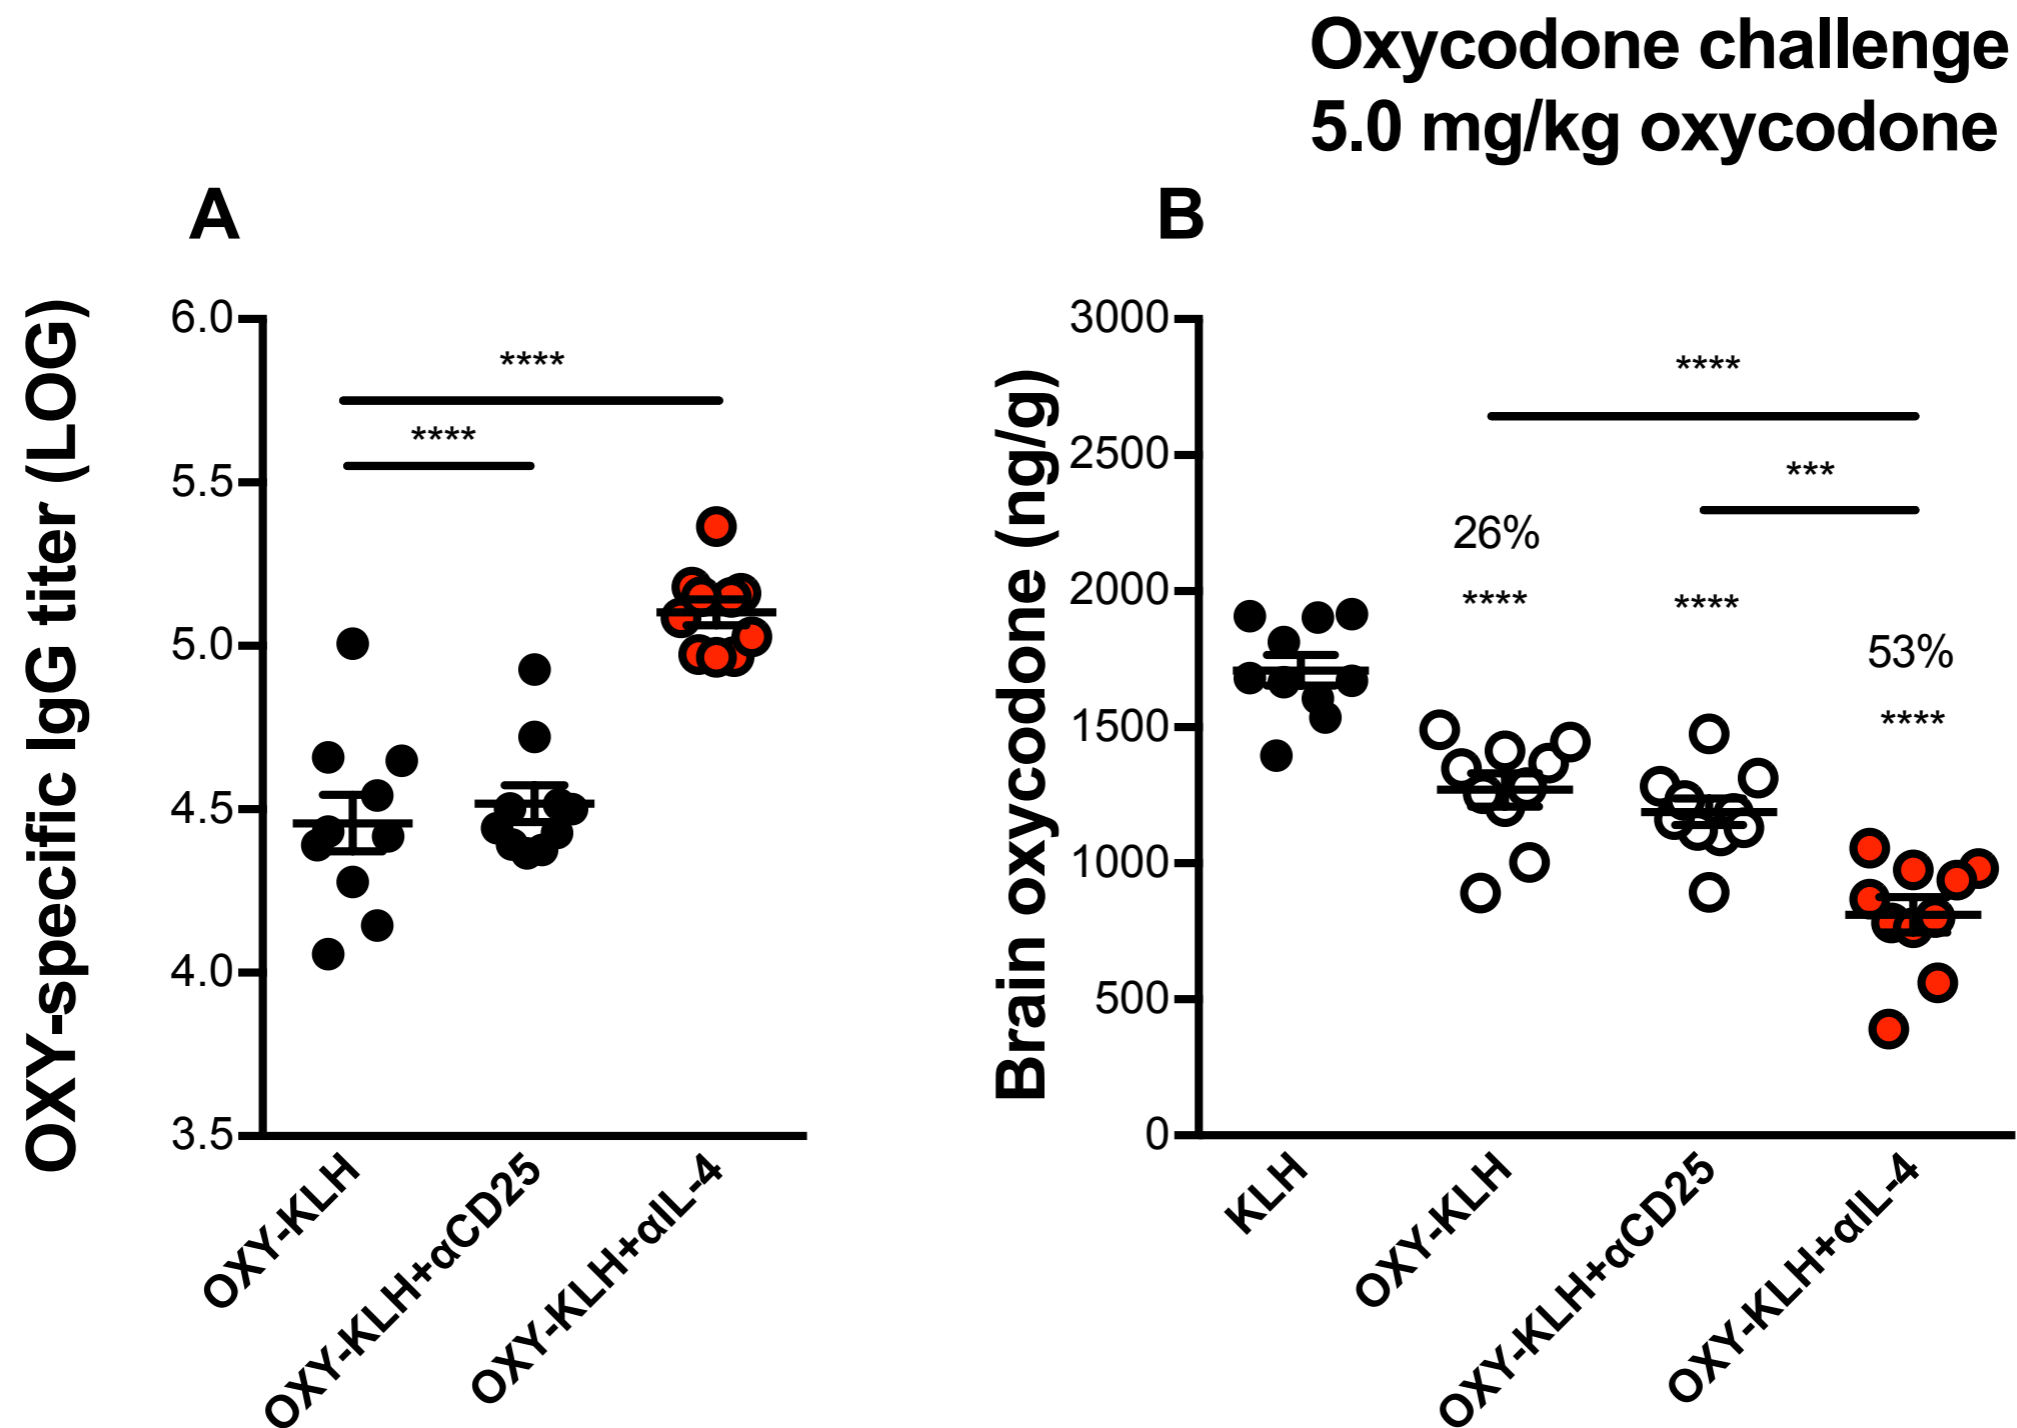 Oxycodone challenge
5.0 mg/kg oxycodone
A
OXY-specific IgG titer (LOG)
6.0
5.5
5.0
4.5
4.0
3.5
****
****
OXY-KLH
OXY-KLH+αCD25
OXY-KLH+αIL-4
B
Brain oxycodone (ng/g)
3000
2500
2000
1500
1000
500
0
****
***
26%
****
****
53%
****
KLH
OXY-KLH
OXY-KLH+αCD25
OXY-KLH+αIL-4